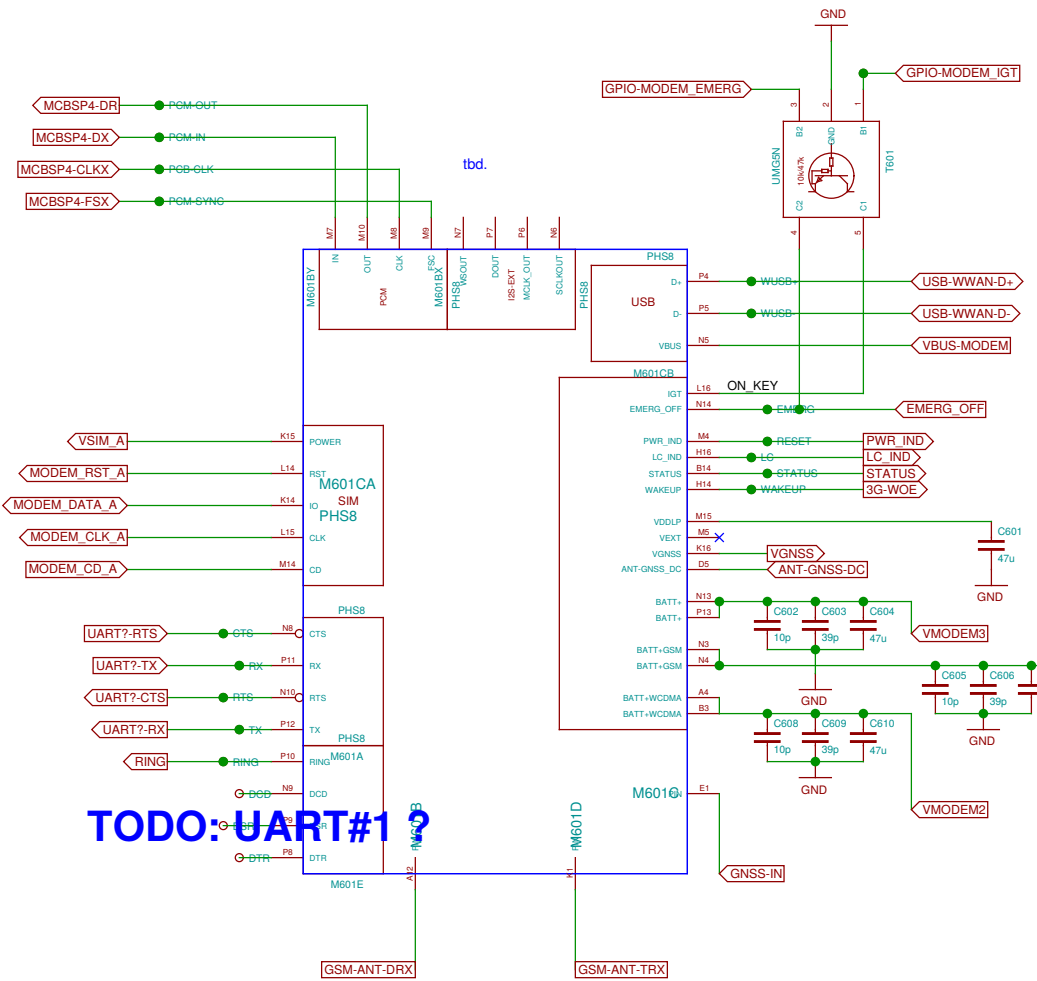 GND
GPIO-MODEM_IGT
GPIO-MODEM_EMERG
3
2
1
B2
GND
B1
UMG5N
10k/47k
T601
C2
C1
4
5
MCBSP4-DR
PCM-OUT
MCBSP4-DX
PCM-IN
MCBSP4-CLKX
PCB-CLK
MCBSP4-FSX
PCM-SYNC
tbd.
M7
M10
M8
M9
N7
P7
P6
N6
IN
OUT
CLK
FSC
WSOUT
DOUT
MCLK_OUT
SCLKOUT
M601BY
PCM
M601BX
PHS8
I2S-EXT
PHS8
PHS8
USB
D+
P4
WUSB+
USB-WWAN-D+
D-
P5
WUSB-
USB-WWAN-D-
VBUS
N5
VBUS-MODEM
M601CB
IGT
L16
ON_KEY
EMERG_OFF
N14
EMERG
EMERG_OFF
PWR_IND
M4
RESET
PWR_IND
LC_IND
H16
LC
LC_IND
STATUS
B14
STATUS
STATUS
WAKEUP
H14
WAKEUP
3G-WOE
VDDLP
M15
C601
47u
GND
VEXT
M5
VGNSS
K16
VGNSS
ANT-GNSS_DC
D5
ANT-GNSS-DC
BATT+
N13
BATT+
P13
C602
10p
C603
39p
C604
47u
VMODEM3
GND
BATT+GSM
N3
BATT+GSM
N4
C605
10p
C606
39p
GND
BATT+WCDMA
A4
BATT+WCDMA
B3
C608
10p
C609
39p
C610
47u
GND
VMODEM2
VSIM_A
K15
POWER
MODEM_RST_A
L14
RST
M601CA
SIM
PHS8
MODEM_DATA_A
K14
IO
MODEM_CLK_A
L15
CLK
MODEM_CD_A
M14
CD
PHS8
UART?-RTS
CTS
N8
CTS
UART?-TX
RX
P11
RX
UART?-CTS
RTS
N10
RTS
UART?-RX
TX
P12
TX
PHS8
RING
RING
P10
RING
M601A
DCD
N9
DCD
P9
TODO: UART#1 ?
DTR
P8
DTR
M601E
M601B
A12
M601D
K1
E1
GNSS-IN
GSM-ANT-DRX
GSM-ANT-TRX